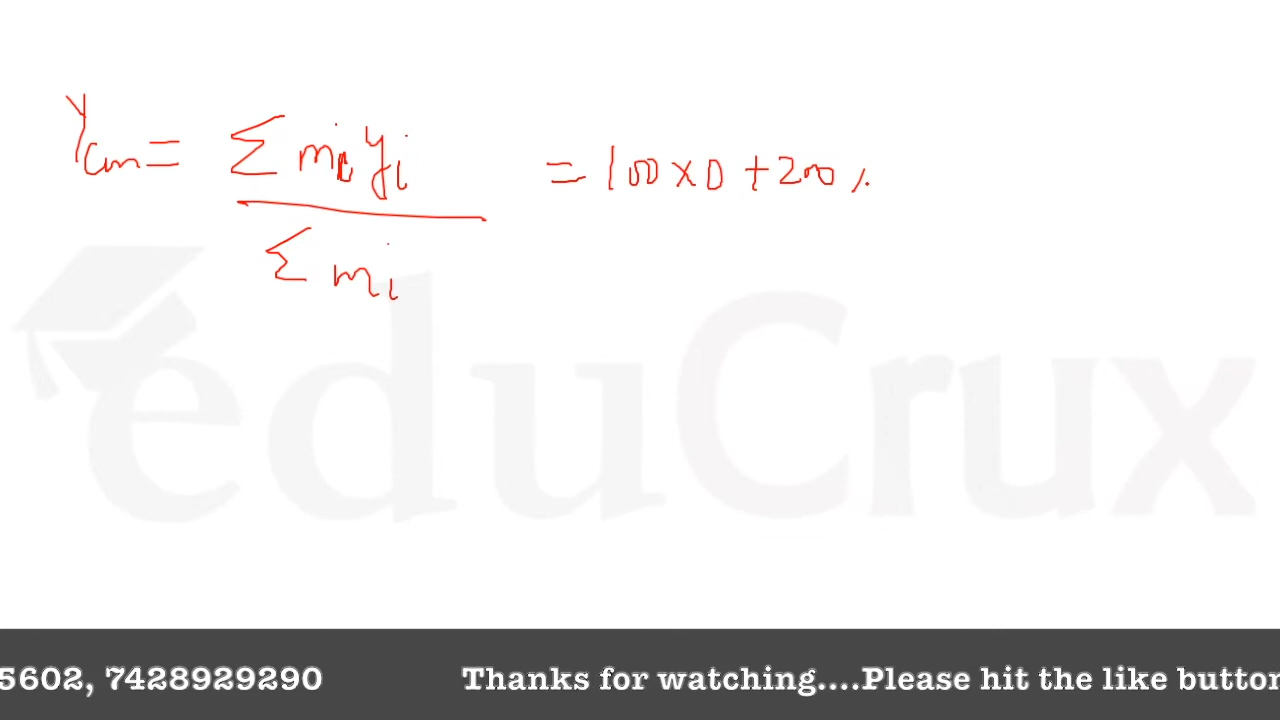 Ycm = Σ mi yi / Σ mi = 100 × 0 + 200 ×
eduCrux
5602, 7428929290 Thanks for watching....Please hit the like button